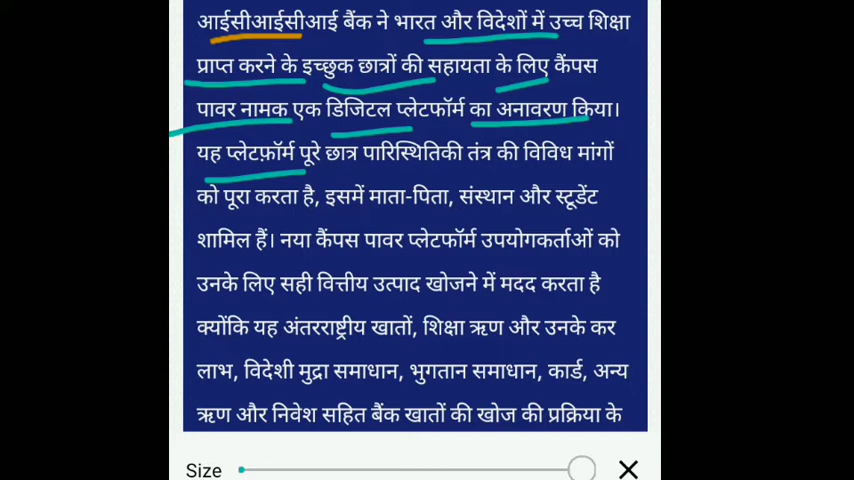 आईसीआईसीआई बैंक ने भारत और विदेशों में उच्च शिक्षा
प्राप्त करने के इच्छुक छात्रों की सहायता के लिए कैंपस
पावर नामक एक डिजिटल प्लेटफॉर्म का अनावरण किया।
यह प्लेटफ़ॉर्म पूरे छात्र पारिस्थितिकी तंत्र की विविध मांगों
को पूरा करता है, इसमें माता-पिता, संस्थान और स्टूडेंट
शामिल हैं। नया कैंपस पावर प्लेटफॉर्म उपयोगकर्ताओं को
उनके लिए सही वित्तीय उत्पाद खोजने में मदद करता है
क्योंकि यह अंतरराष्ट्रीय खातों, शिक्षा ऋण और उनके कर
लाभ, विदेशी मुद्रा समाधान, भुगतान समाधान, कार्ड, अन्य
ऋण और निवेश सहित बैंक खातों की खोज की प्रक्रिया के
Size